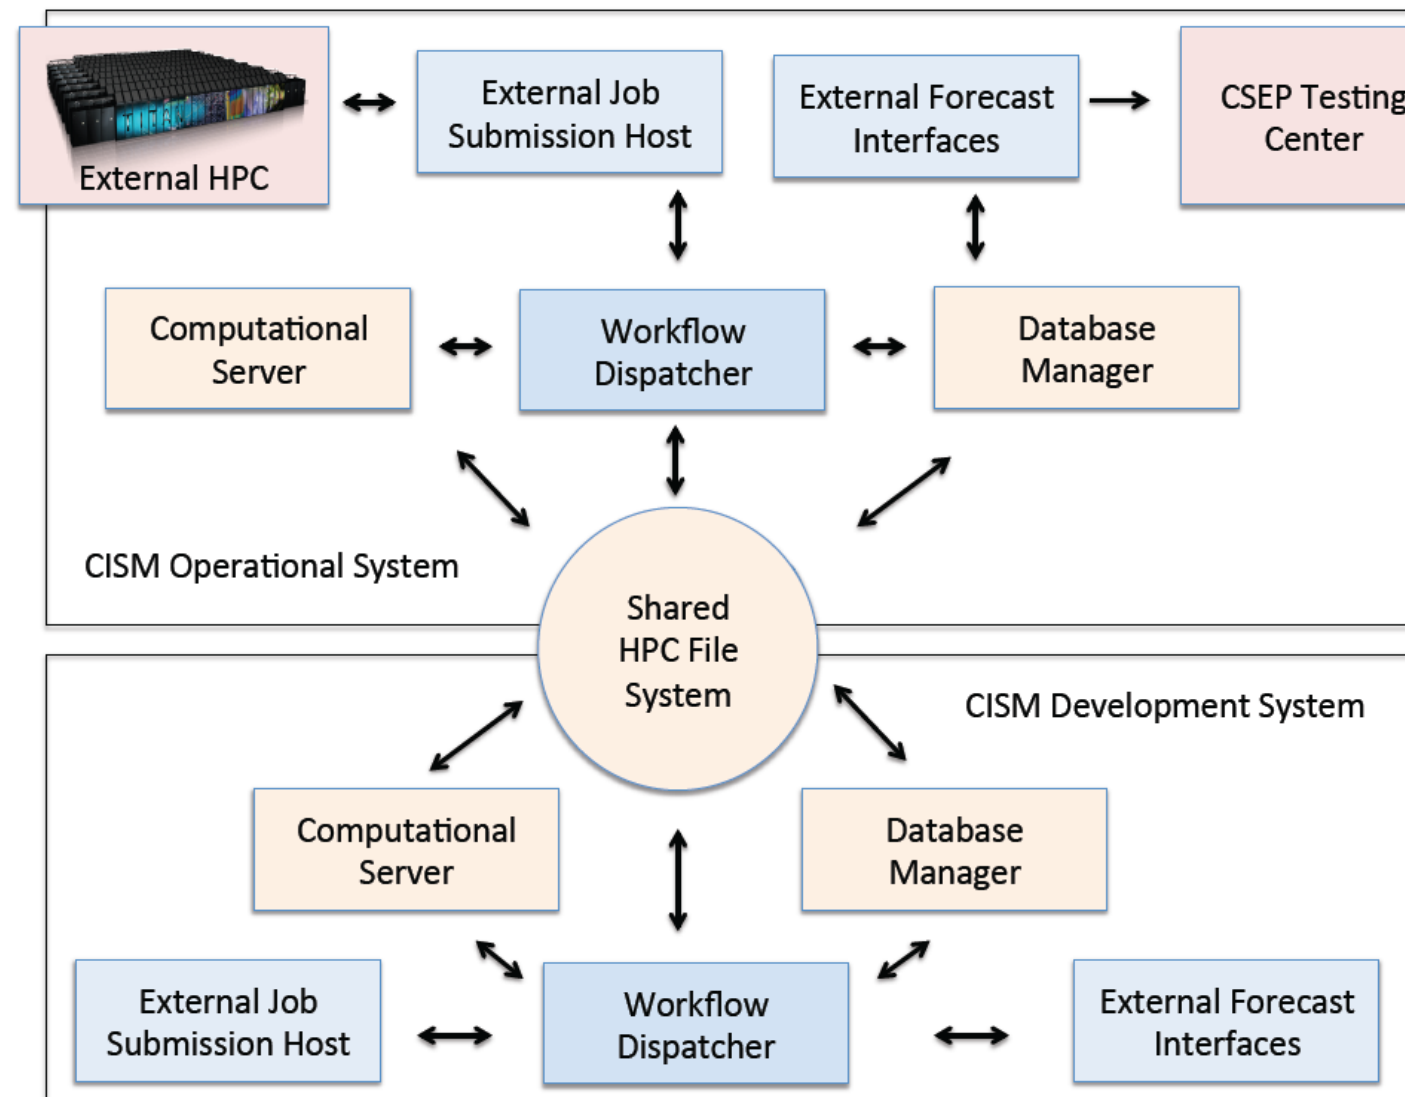 External HPC
External Job
Submission Host
External Forecast
Interfaces
CSEP Testing
Center
Computational
Server
Workflow
Dispatcher
Database
Manager
CISM Operational System
Shared
HPC File
System
CISM Development System
Computational
Server
Database
Manager
External Job
Submission Host
Workflow
Dispatcher
External Forecast
Interfaces